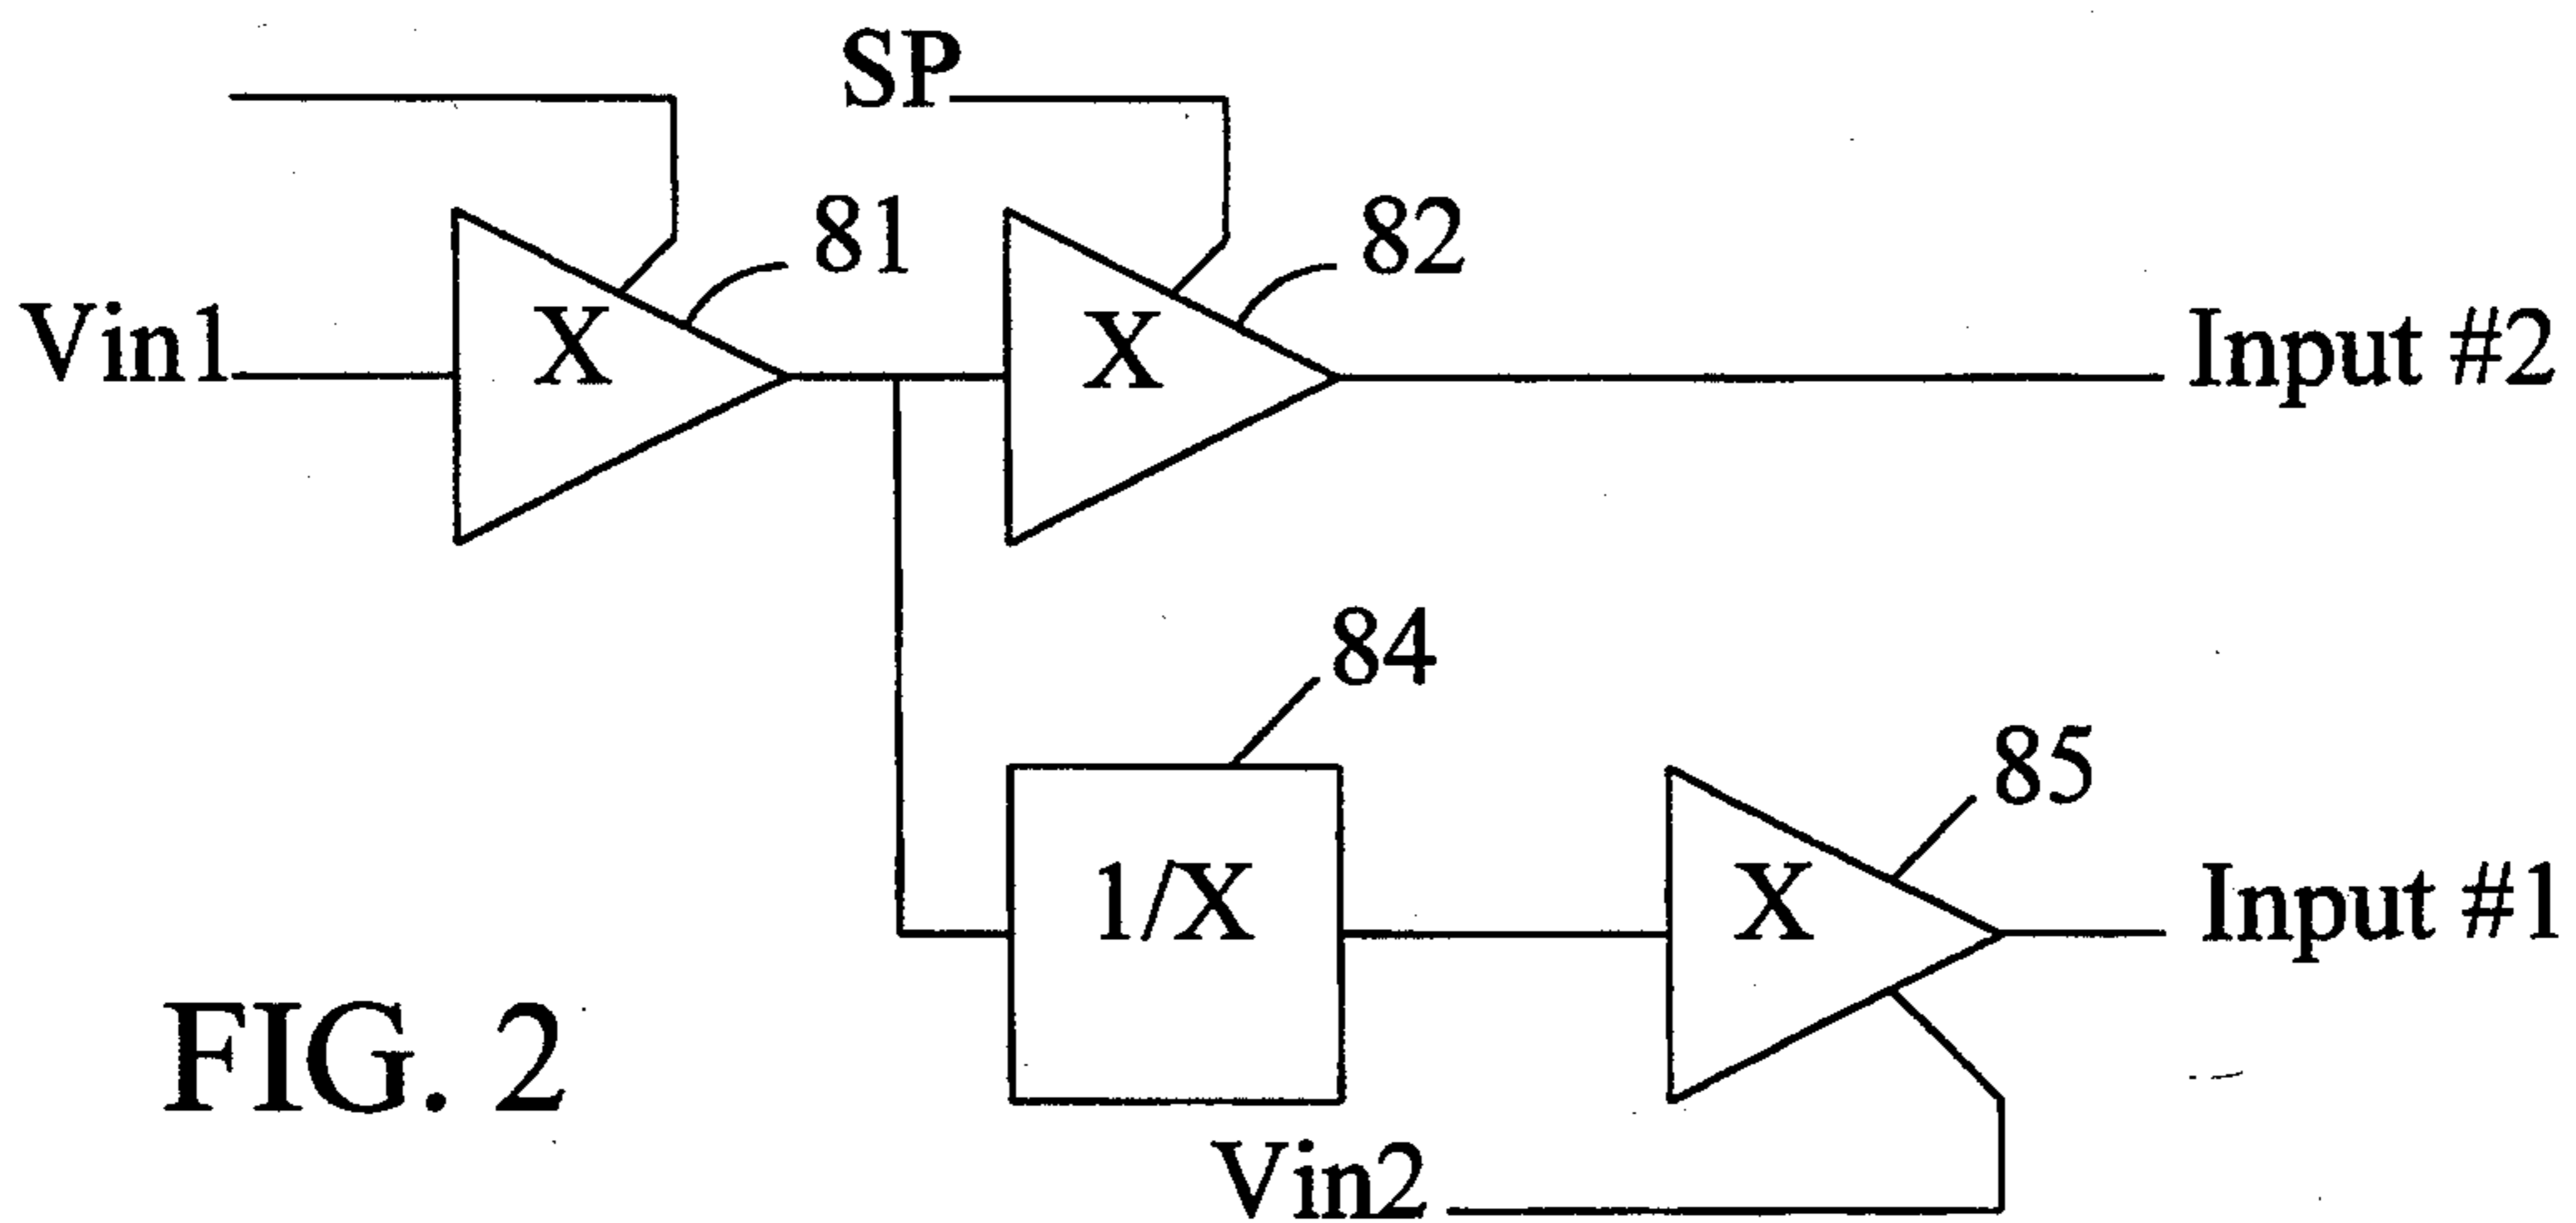 SP
81
82
Vin1
X
X
Input #2
84
85
1/X
X
Input #1
FIG. 2
Vin2